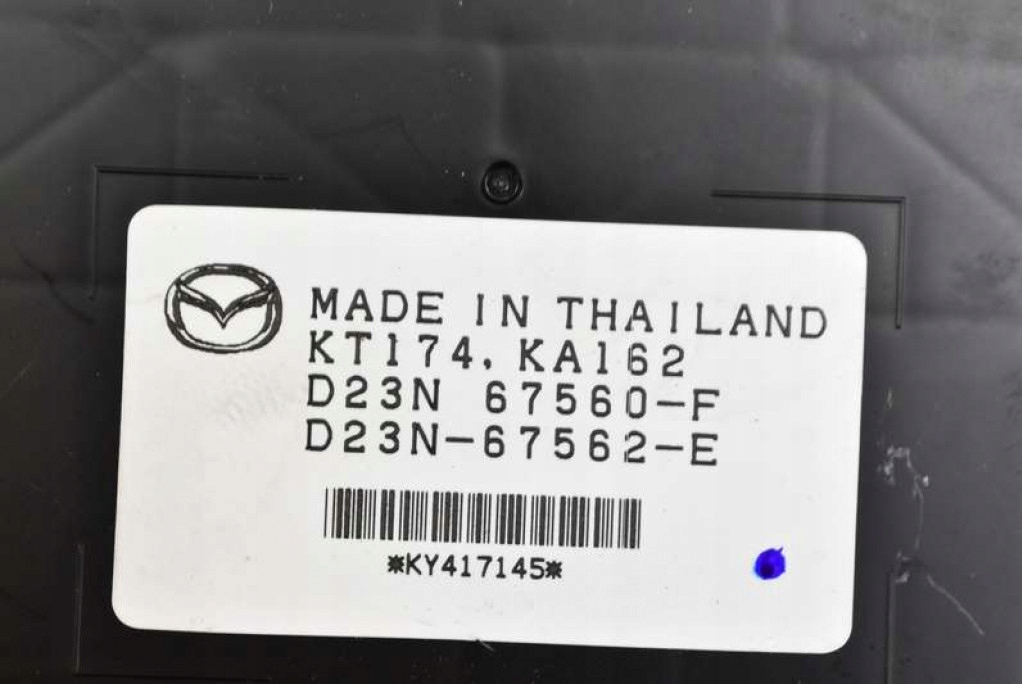 MADE IN THAILAND
KT174, KA162
D23N 67560-F
D23N-67562-E
*KY417145*